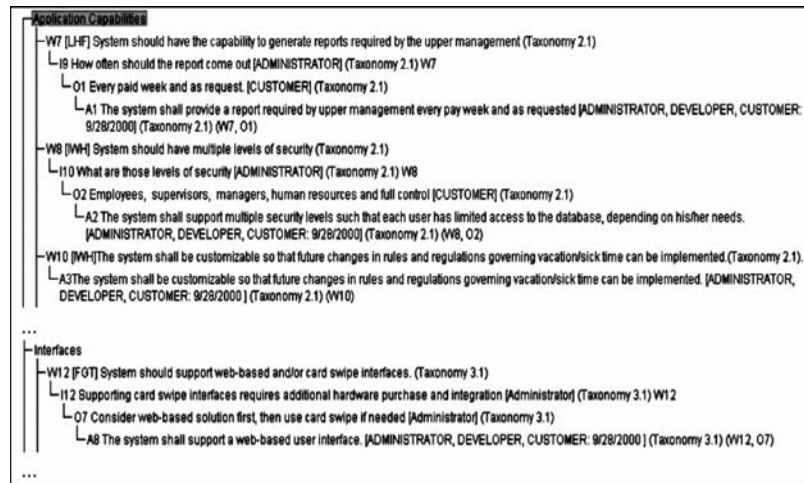 Application Capabilities
W7 [LHF] System should have the capability to generate reports required by the upper management (Taxonomy 2.1)
I9 How often should the report come out [ADMINISTRATOR] (Taxonomy 2.1) W7
O1 Every paid week and as request. [CUSTOMER] (Taxonomy 2.1)
A1 The system shall provide a report required by upper management every pay week and as requested [ADMINISTRATOR, DEVELOPER, CUSTOMER:
9/28/2000] (Taxonomy 2.1) (W7, O1)
W8 [IWH] System should have multiple levels of security (Taxonomy 2.1)
I10 What are those levels of security [ADMINISTRATOR] (Taxonomy 2.1) W8
O2 Employees, supervisors, managers, human resources and full control [CUSTOMER] (Taxonomy 2.1)
A2 The system shall support multiple security levels such that each user has limited access to the database, depending on his/her needs.
[ADMINISTRATOR, DEVELOPER, CUSTOMER: 9/28/2000] (Taxonomy 2.1) (W8, O2)
W10 [IWH]The system shall be customizable so that future changes in rules and regulations governing vacation/sick time can be implemented.(Taxonomy 2.1).
A3The system shall be customizable so that future changes in rules and regulations governing vacation/sick time can be implemented. [ADMINISTRATOR,
DEVELOPER, CUSTOMER: 9/28/2000 ] (Taxonomy 2.1) (W10)
...
Interfaces
W12 [FGT] System should support web-based and/or card swipe interfaces. (Taxonomy 3.1)
I12 Supporting card swipe interfaces requires additional hardware purchase and integration [Administrator] (Taxonomy 3.1) W12
O7 Consider web-based solution first, then use card swipe if needed [Administrator] (Taxonomy 3.1)
A8 The system shall support a web-based user interface. [ADMINISTRATOR, DEVELOPER, CUSTOMER: 9/28/2000 ] (Taxonomy 3.1) (W12, O7)
...